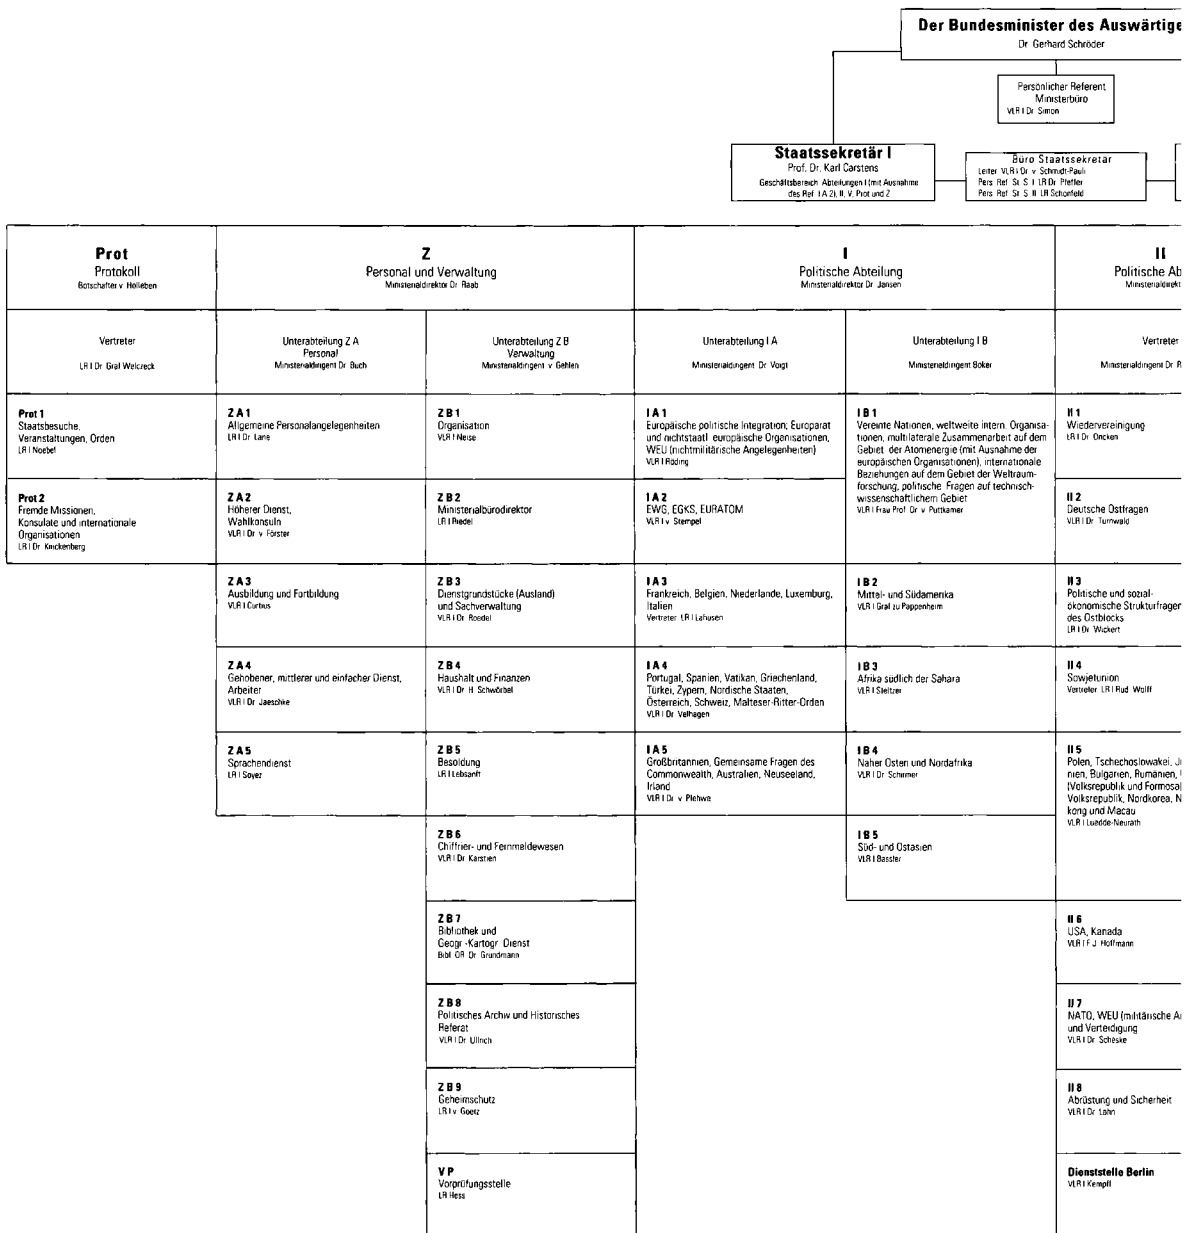 Der Bundesminister des Auswärtige
Dr. Gerhard Schröder
Persönlicher Referent
Ministerbüro
VLR I Dr. Simon
Staatssekretär I
Prof. Dr. Karl Carstens
Geschäftsbereich Abteilungen I (mit Ausnahme
des Ref. I A 2), II, V, Prot und Z
Büro Staatssekretär
Leiter VLR I Dr. v. Schmidt-Pauli
Pers. Ref. St. S. I LR Dr. Pfeffer
Pers. Ref. St. S. II LR Schönfeld
Prot
Protokoll
Botschafter v. Holleben
Z
Personal und Verwaltung
Ministerialdirektor Dr. Raab
I
Politische Abteilung
Ministerialdirektor Dr. Jansen
II
Politische Ab
Ministerialdirekt
Vertreter
LR I Dr. Graf Welczeck
Unterabteilung Z A
Personal
Ministerialdirigent Dr. Buch
Unterabteilung Z B
Verwaltung
Ministerialdirigent v. Gehlen
Unterabteilung I A
Ministerialdirigent Dr. Voigt
Unterabteilung I B
Ministerialdirigent Böker
Vertreter
Ministerialdirigent Dr. R
Prot 1
Staatsbesuche,
Veranstaltungen, Orden
LR I Noebel
Z A 1
Allgemeine Personalangelegenheiten
LR I Dr. Lane
Z B 1
Organisation
VLR I Neise
I A 1
Europäische politische Integration; Europarat
und nichtstaatl. europäische Organisationen,
WEU (nichtmilitärische Angelegenheiten)
VLR I Röding
I B 1
Vereinte Nationen, weltweite intern. Organisa-
tionen, multilaterale Zusammenarbeit auf dem
Gebiet der Atomenergie (mit Ausnahme der
europäischen Organisationen), internationale
Beziehungen auf dem Gebiet der Weltraum-
forschung, politische Fragen auf technisch-
wissenschaftlichem Gebiet
VLR I Frau Prof. Dr. v. Puttkamer
II 1
Wiedervereinigung
LR I Dr. Oncken
Prot 2
Fremde Missionen,
Konsulate und internationale
Organisationen
LR I Dr. Knickenberg
Z A 2
Höherer Dienst,
Wahlkonsuln
VLR I Dr. v. Förster
Z B 2
Ministerialbürodirektor
LR I Riedel
I A 2
EWG, EGKS, EURATOM
VLR I v. Stempel
II 2
Deutsche Ostfragen
VLR I Dr. Turnwald
Z A 3
Ausbildung und Fortbildung
VLR I Curtius
Z B 3
Dienstgrundstücke (Ausland)
und Sachverwaltung
VLR I Dr. Roedel
I A 3
Frankreich, Belgien, Niederlande, Luxemburg,
Italien
Vertreter LR I Lahusen
I B 2
Mittel- und Südamerika
VLR I Graf zu Pappenheim
II 3
Politische und sozial-
ökonomische Strukturfragen
des Ostblocks
LR I Dr. Wickert
Z A 4
Gehobener, mittlerer und einfacher Dienst,
Arbeiter
VLR I Dr. Jaeschke
Z B 4
Haushalt und Finanzen
VLR I Dr. H. Schwörbel
I A 4
Portugal, Spanien, Vatikan, Griechenland,
Türkei, Zypern, Nordische Staaten,
Österreich, Schweiz, Malteser-Ritter-Orden
VLR I Dr. Velhagen
I B 3
Afrika südlich der Sahara
VLR I Steltzer
II 4
Sowjetunion
Vertreter LR I Rud. Wolff
Z A 5
Sprachendienst
LR I Soyez
Z B 5
Besoldung
LR I Lebsanft
I A 5
Großbritannien, Gemeinsame Fragen des
Commonwealth, Australien, Neuseeland,
Irland
VLR I Dr. v. Plehwe
I B 4
Naher Osten und Nordafrika
VLR I Dr. Schirmer
II 5
Polen, Tschechoslowakei, J
nien, Bulgarien, Rumänien,
(Volksrepublik und Formosa)
Volksrepublik, Nordkorea, N
kong und Macau
VLR I Luedde-Neurath
Z B 6
Chiffrier- und Fernmeldewesen
VLR I Dr. Karstien
I B 5
Süd- und Ostasien
VLR I Bassler
Z B 7
Bibliothek und
Geogr.-Kartogr. Dienst
Bibl. OR Dr. Grundmann
II 6
USA, Kanada
VLR I F. J. Hoffmann
Z B 8
Politisches Archiv und Historisches
Referat
VLR I Dr. Ullrich
II 7
NATO, WEU (militärische A
und Verteidigung
VLR I Dr. Scheske
Z B 9
Geheimschutz
LR I v. Goetz
II 8
Abrüstung und Sicherheit
VLR I Dr. Lahn
V P
Vorprüfungsstelle
LR Hess
Dienststelle Berlin
VLR I Kempff